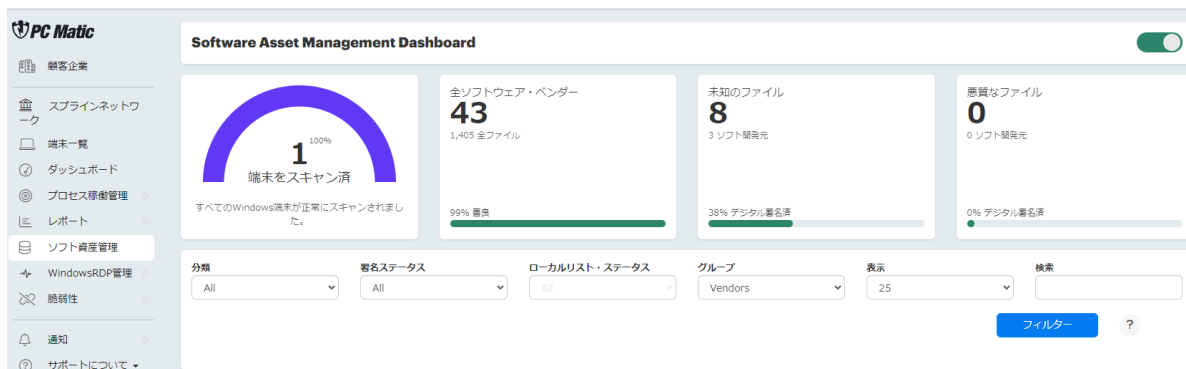 PC Matic
顧客企業
スプラインネットワ
ーク
端末一覧
ダッシュボード
プロセス稼働管理
レポート
ソフト資産管理
WindowsRDP管理
脆弱性
通知
サポートについて
Software Asset Management Dashboard
100%
1
端末をスキャン済
すべてのWindows端末が正常にスキャンされまし
た。
全ソフトウェア・ベンダー
43
1,405 全ファイル
99% 善良
未知のファイル
8
3 ソフト開発元
38% デジタル署名済
悪質なファイル
0
0 ソフト開発元
0% デジタル署名済
分類
All
署名ステータス
All
ローカルリスト・ステータス
All
グループ
Vendors
表示
25
検索
フィルター
?